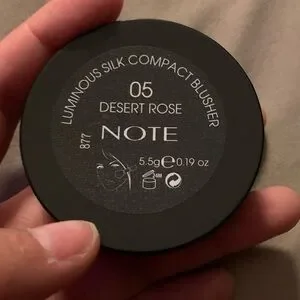 LUMINOUS SILK COMPACT BLUSHER
05
DESERT ROSE
NOTE
877
5.5g℮0.19 oz